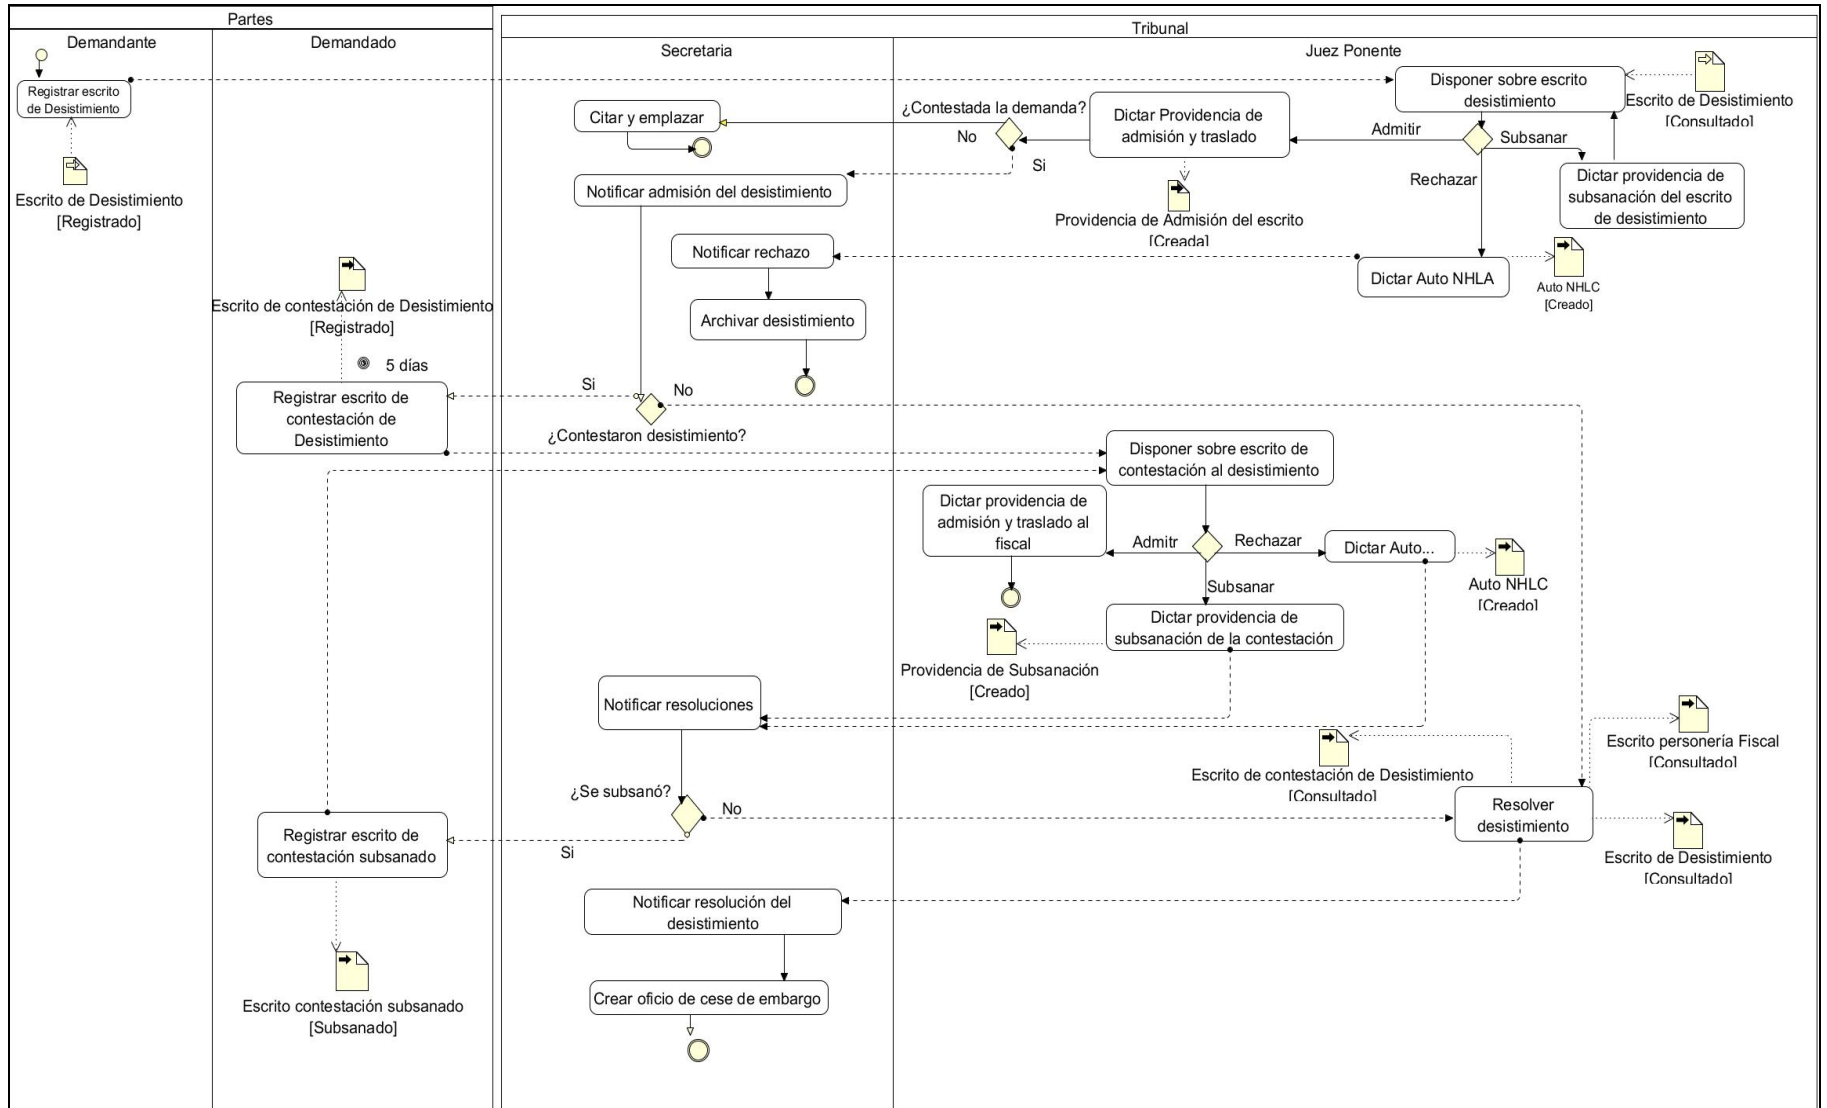 Partes
Tribunal
Demandante
Demandado
Secretaria
Juez Ponente
Registrar escrito
de Desistimiento
Escrito de Desistimiento
[Registrado]
Disponer sobre escrito
desistimiento
Escrito de Desistimiento
[Consultado]
Citar y emplazar
¿Contestada la demanda?
No
Si
Dictar Providencia de
admisión y traslado
Admitir
Subsanar
Rechazar
Dictar providencia de
subsanación del escrito
de desistimiento
Notificar admisión del desistimiento
Providencia de Admisión del escrito
[Creada]
Notificar rechazo
Dictar Auto NHLA
Auto NHLC
[Creado]
Archivar desistimiento
Escrito de contestación de Desistimiento
[Registrado]
5 días
Registrar escrito de
contestación de
Desistimiento
Si
No
¿Contestaron desistimiento?
Disponer sobre escrito de
contestación al desistimiento
Dictar providencia de
admisión y traslado al
fiscal
Admitr
Rechazar
Dictar Auto...
Auto NHLC
[Creado]
Subsanar
Dictar providencia de
subsanación de la contestación
Providencia de Subsanación
[Creado]
Notificar resoluciones
¿Se subsanó?
No
Si
Escrito de contestación de Desistimiento
[Consultado]
Escrito personería Fiscal
[Consultado]
Resolver
desistimiento
Escrito de Desistimiento
[Consultado]
Registrar escrito de
contestación subsanado
Escrito contestación subsanado
[Subsanado]
Notificar resolución del
desistimiento
Crear oficio de cese de embargo